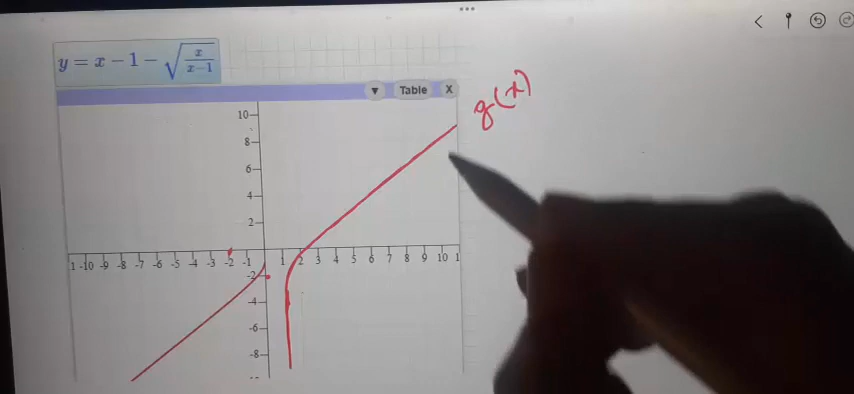 y = x − 1 − √(x/(x−1))
▼ Table X
g(x)
10
8
6
4
2
1 -10 -9 -8 -7 -6 -5 -4 -3 -2 -1 1 2 3 4 5 6 7 8 9 10 1
-2
-4
-6
-8